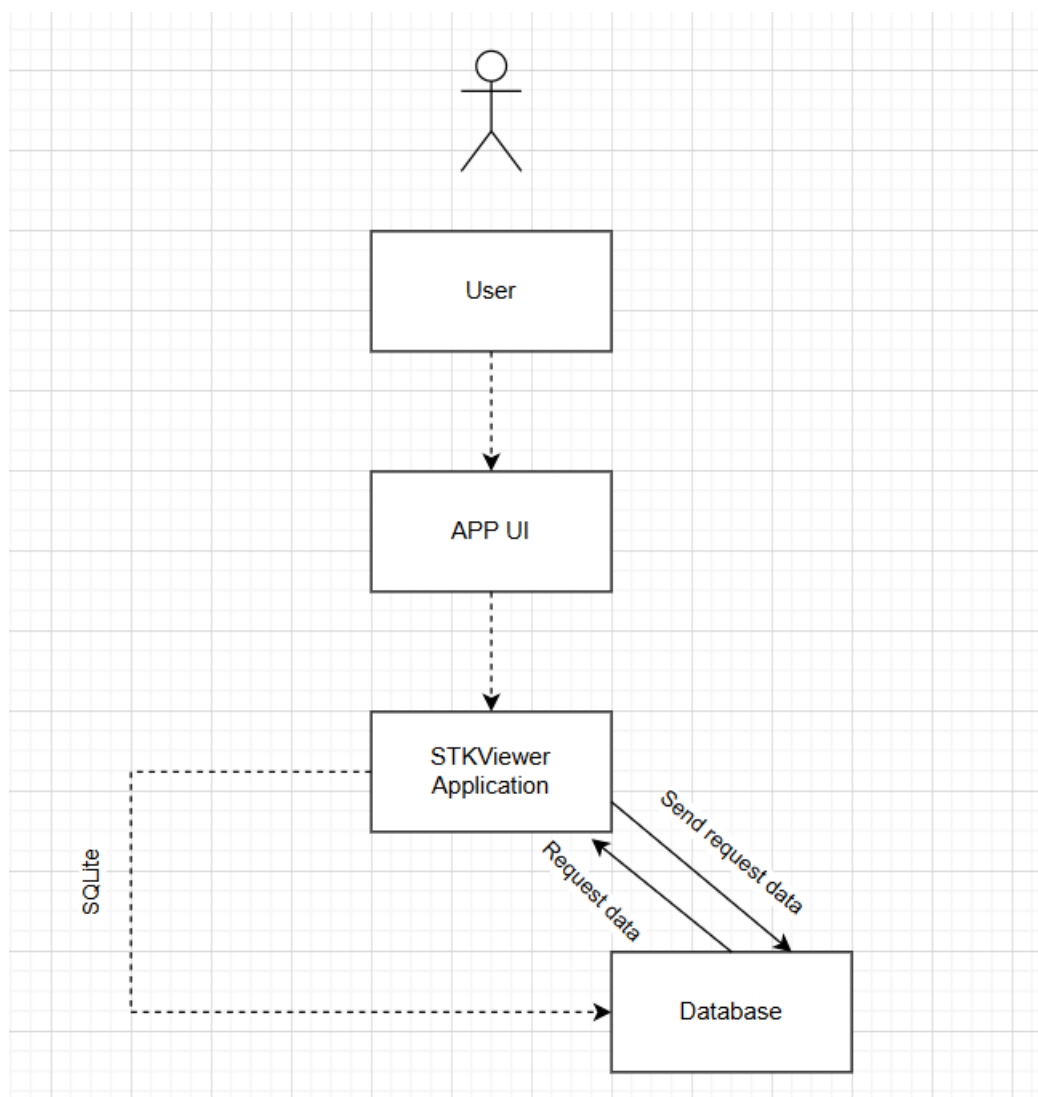 User
APP UI
STKViewer
Application
Send request data
Request data
SQLite
Database